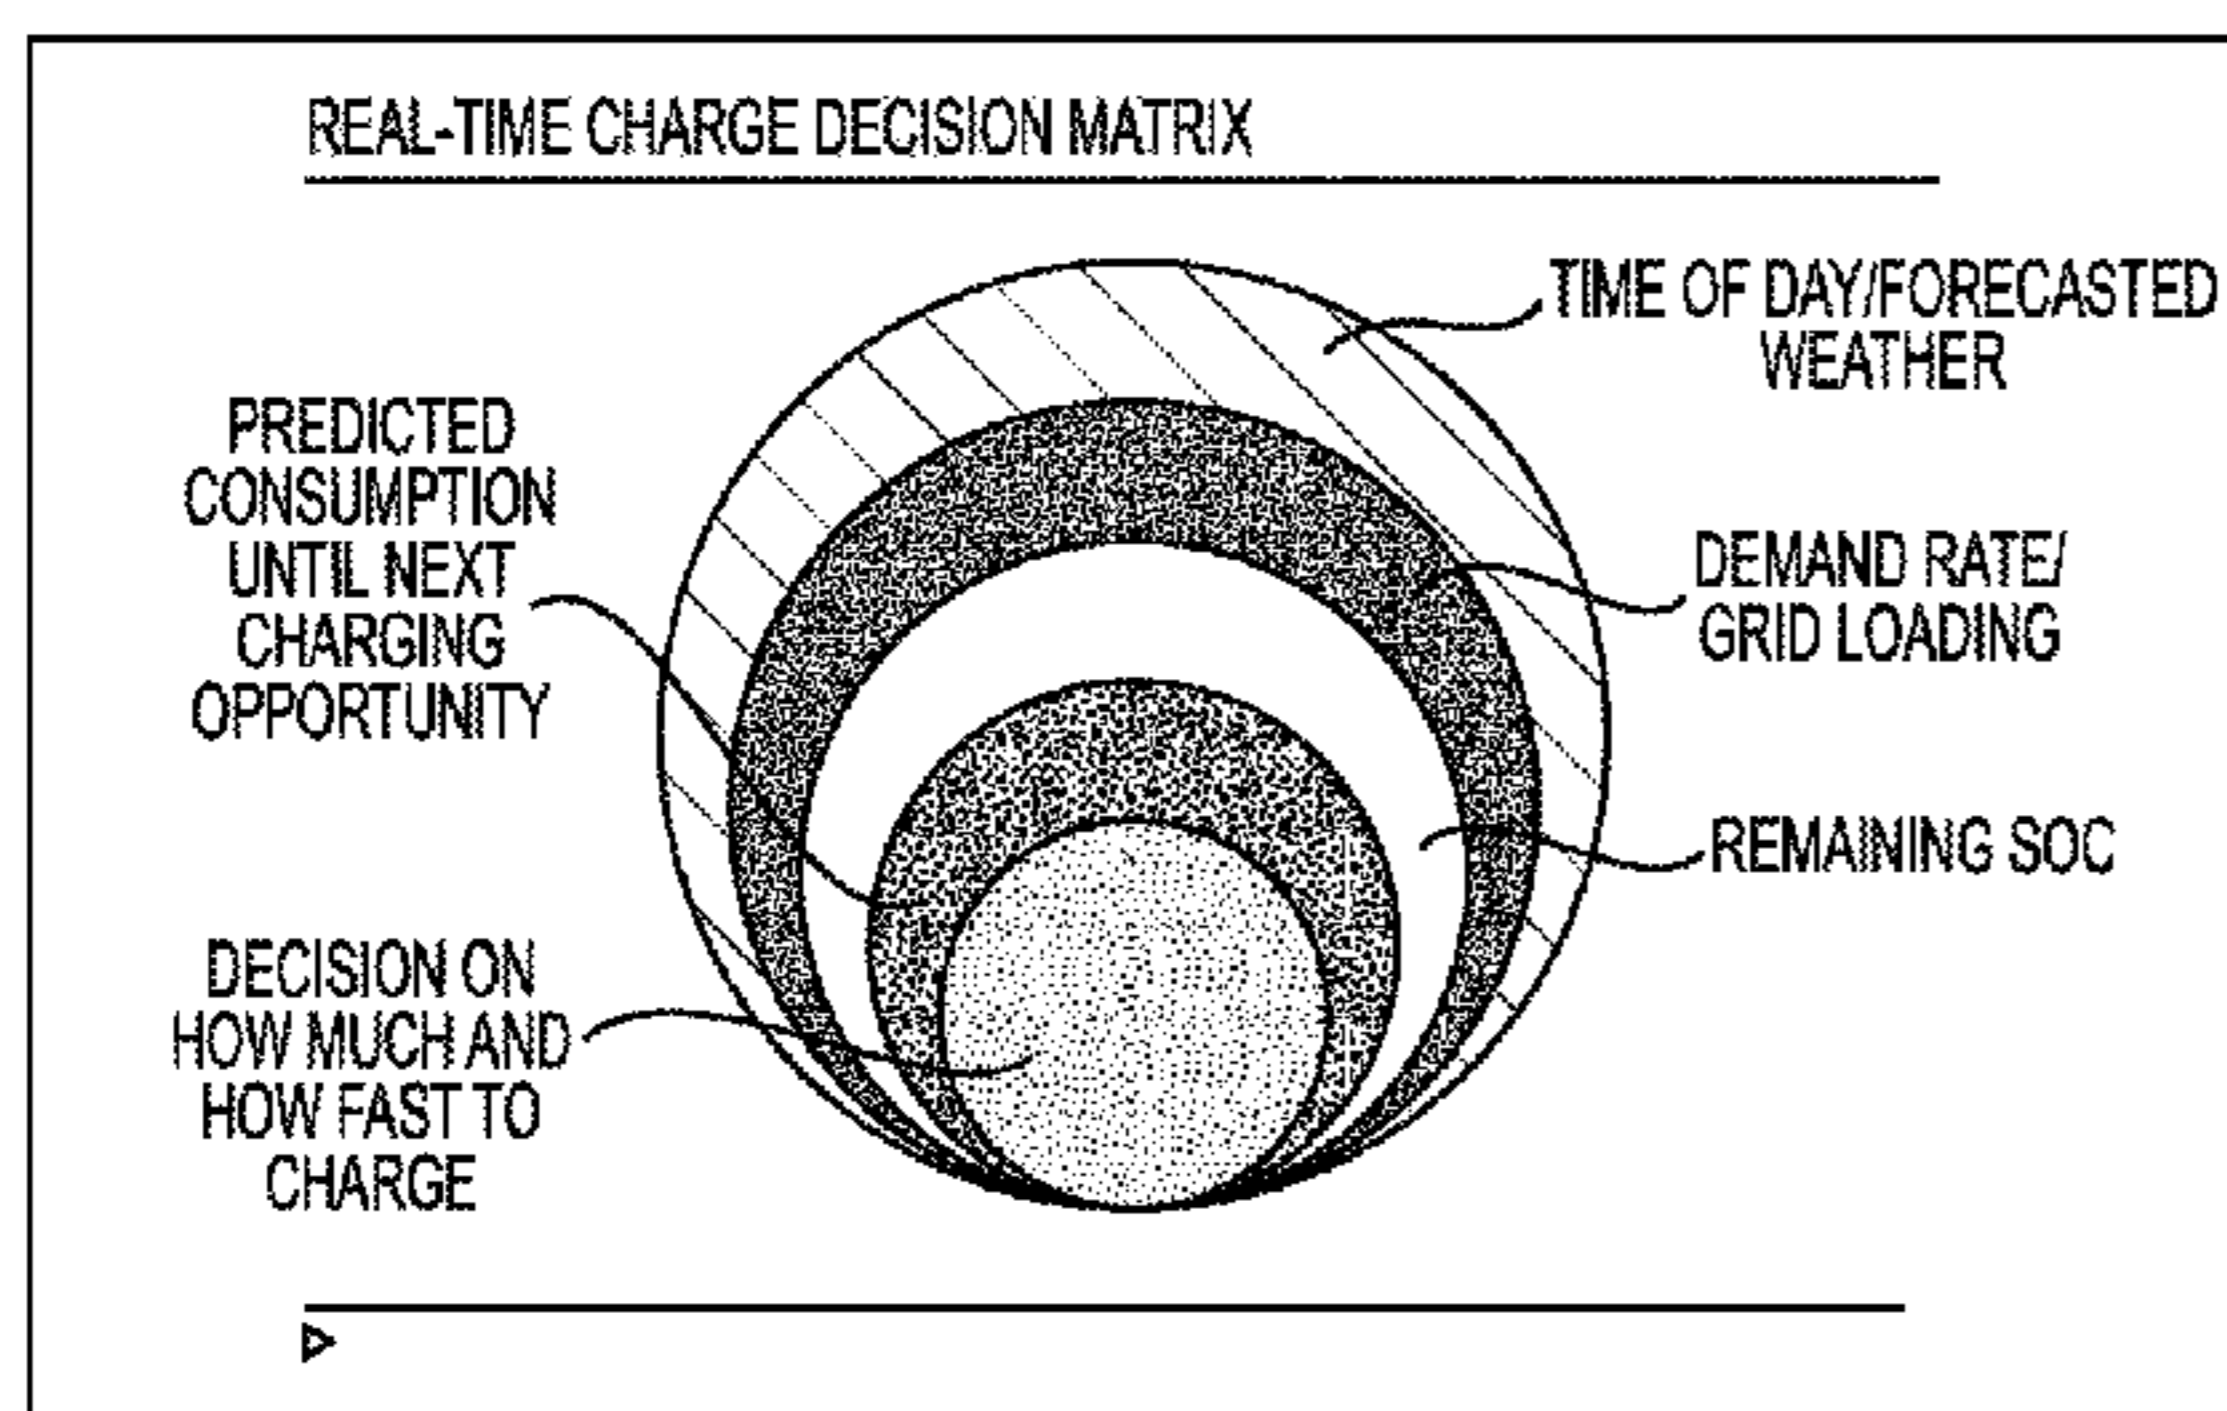 REAL-TIME CHARGE DECISION MATRIX
TIME OF DAY/FORECASTED
WEATHER
PREDICTED
CONSUMPTION
UNTIL NEXT
CHARGING
OPPORTUNITY
DEMAND RATE/
GRID LOADING
REMAINING SOC
DECISION ON
HOW MUCH AND
HOW FAST TO
CHARGE